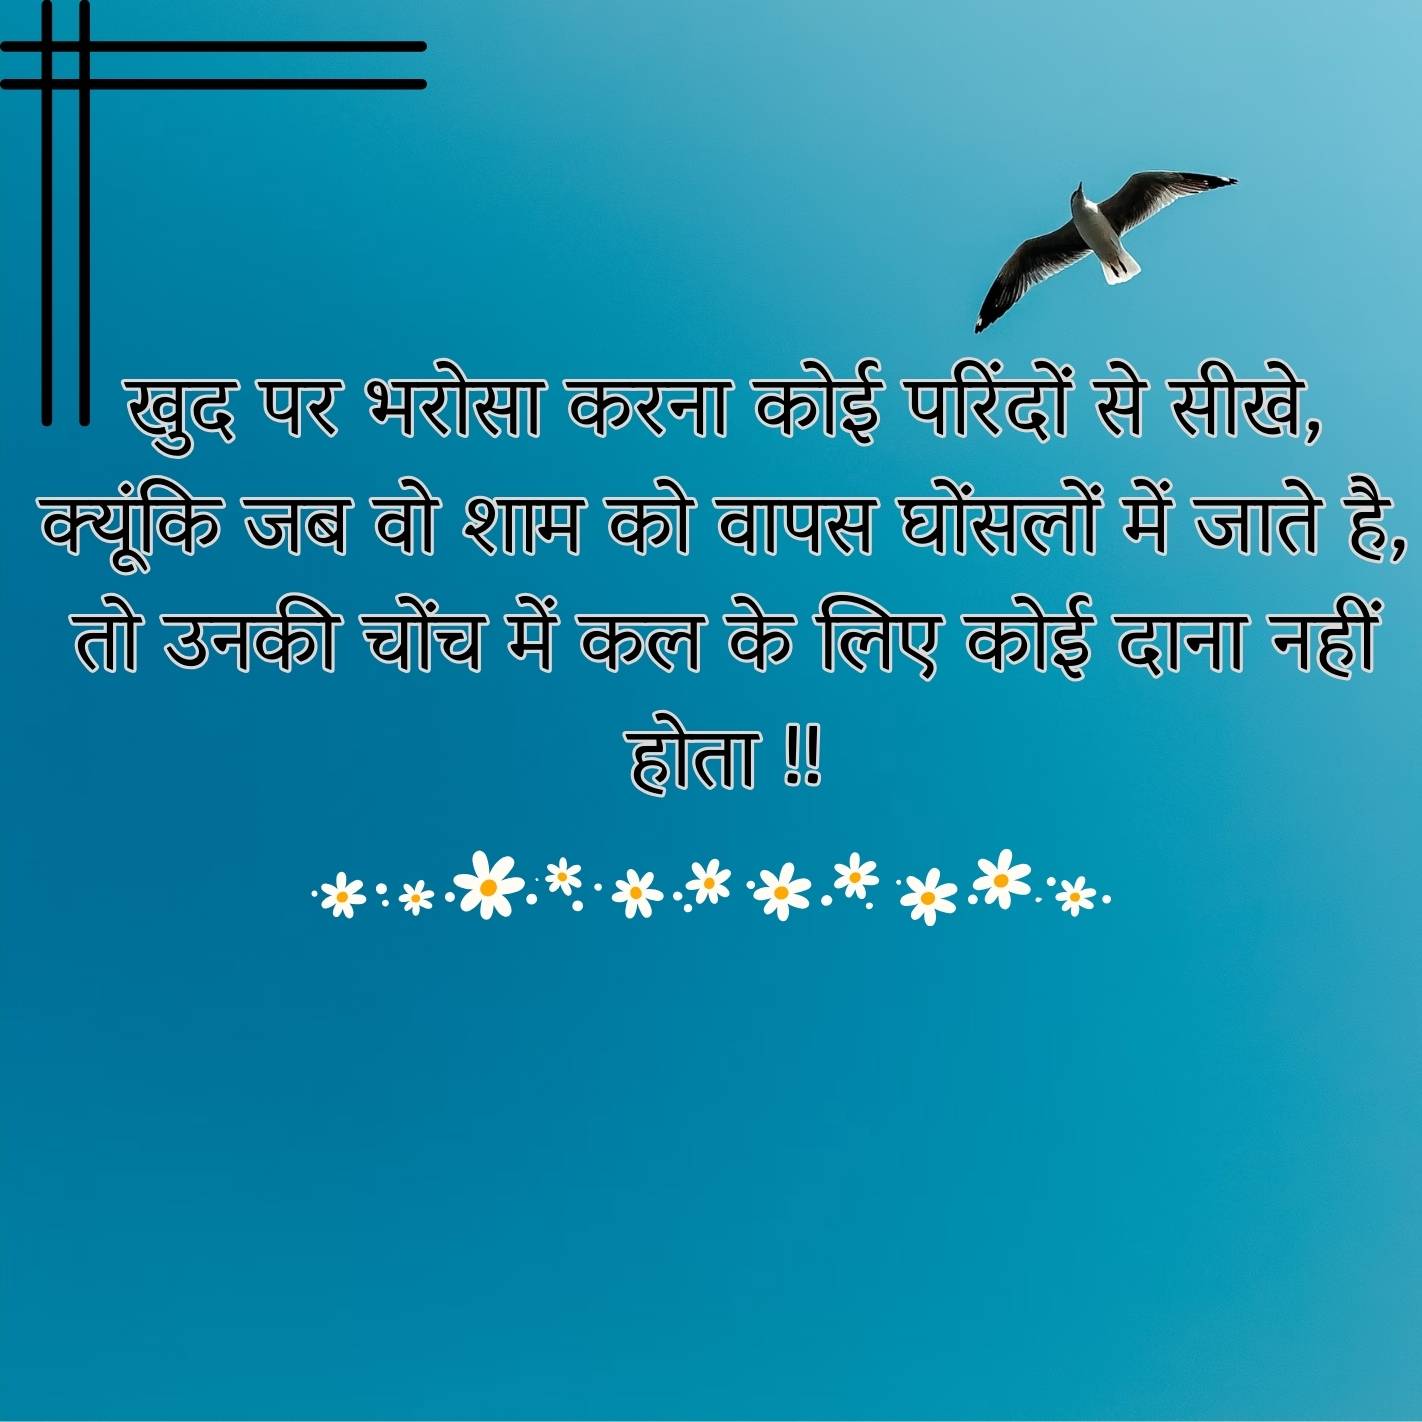 खुद पर भरोसा करना कोई परिंदों से सीखे,
क्यूंकि जब वो शाम को वापस घोंसलों में जाते है,
तो उनकी चोंच में कल के लिए कोई दाना नहीं
होता !!